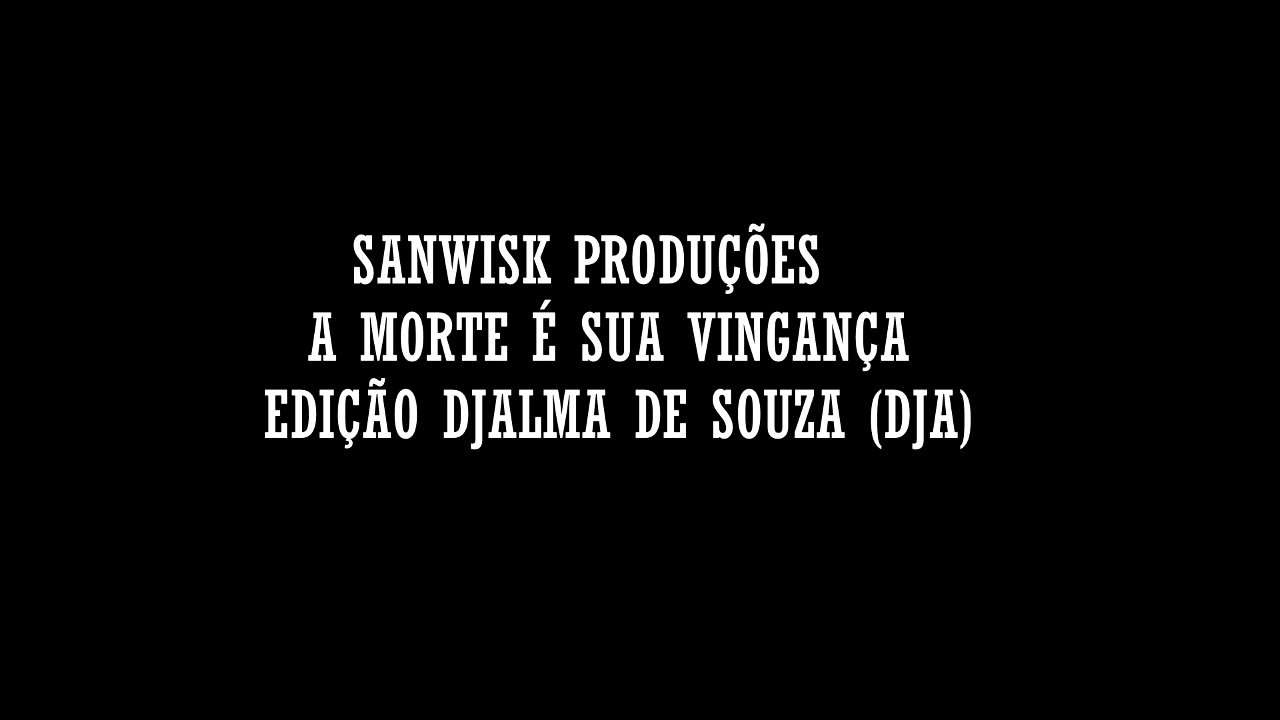 SANWISK PRODUÇÕES
A MORTE É SUA VINGANÇA
EDIÇÃO DJALMA DE SOUZA (DJA)